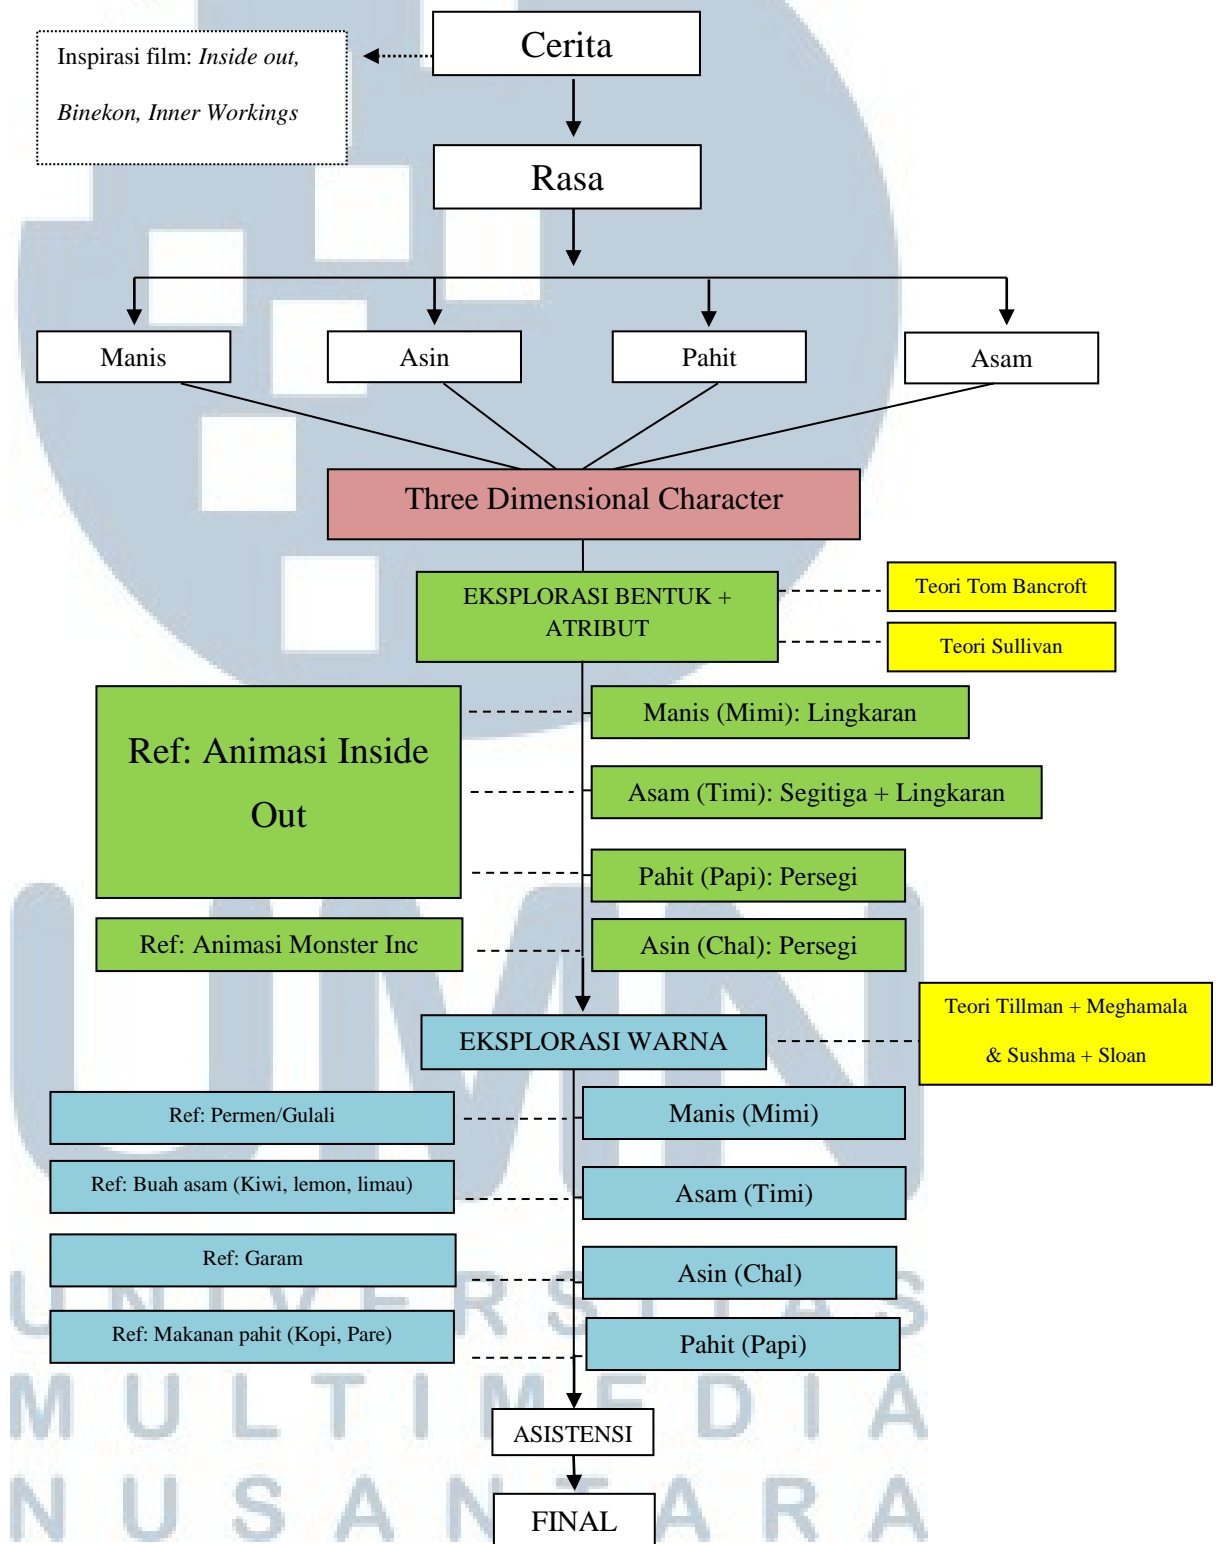 Cerita
Inspirasi film: Inside out,
Binekon, Inner Workings
Rasa
Manis
Asin
Pahit
Asam
Three Dimensional Character
EKSPLORASI BENTUK +
ATRIBUT
Teori Tom Bancroft
Teori Sullivan
Ref: Animasi Inside
Out
Manis (Mimi): Lingkaran
Asam (Timi): Segitiga + Lingkaran
Pahit (Papi): Persegi
Ref: Animasi Monster Inc
Asin (Chal): Persegi
EKSPLORASI WARNA
Teori Tillman + Meghamala
& Sushma + Sloan
Ref: Permen/Gulali
Manis (Mimi)
Ref: Buah asam (Kiwi, lemon, limau)
Asam (Timi)
Ref: Garam
Asin (Chal)
Ref: Makanan pahit (Kopi, Pare)
Pahit (Papi)
ASISTENSI
FINAL
UMN
UNIVERSITAS
MULTIMEDIA
NUSANTARA